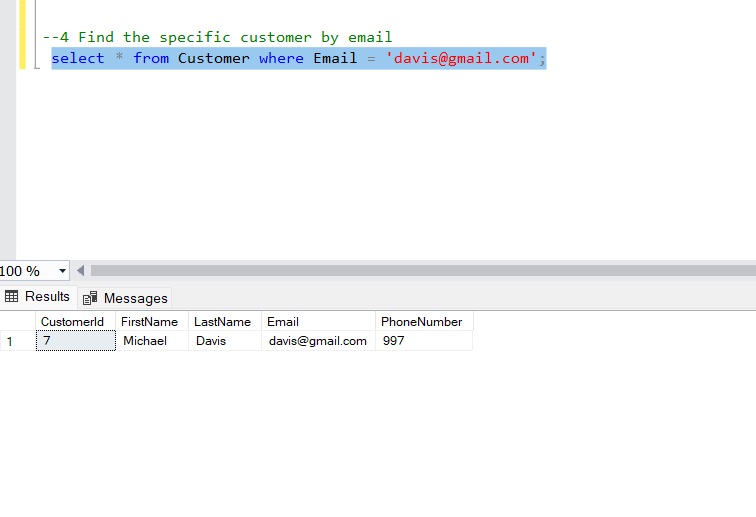 --4 Find the specific customer by email
select * from Customer where Email = 'davis@gmail.com';
100 %
Results Messages
CustomerId FirstName LastName Email PhoneNumber
1 7 Michael Davis davis@gmail.com 997